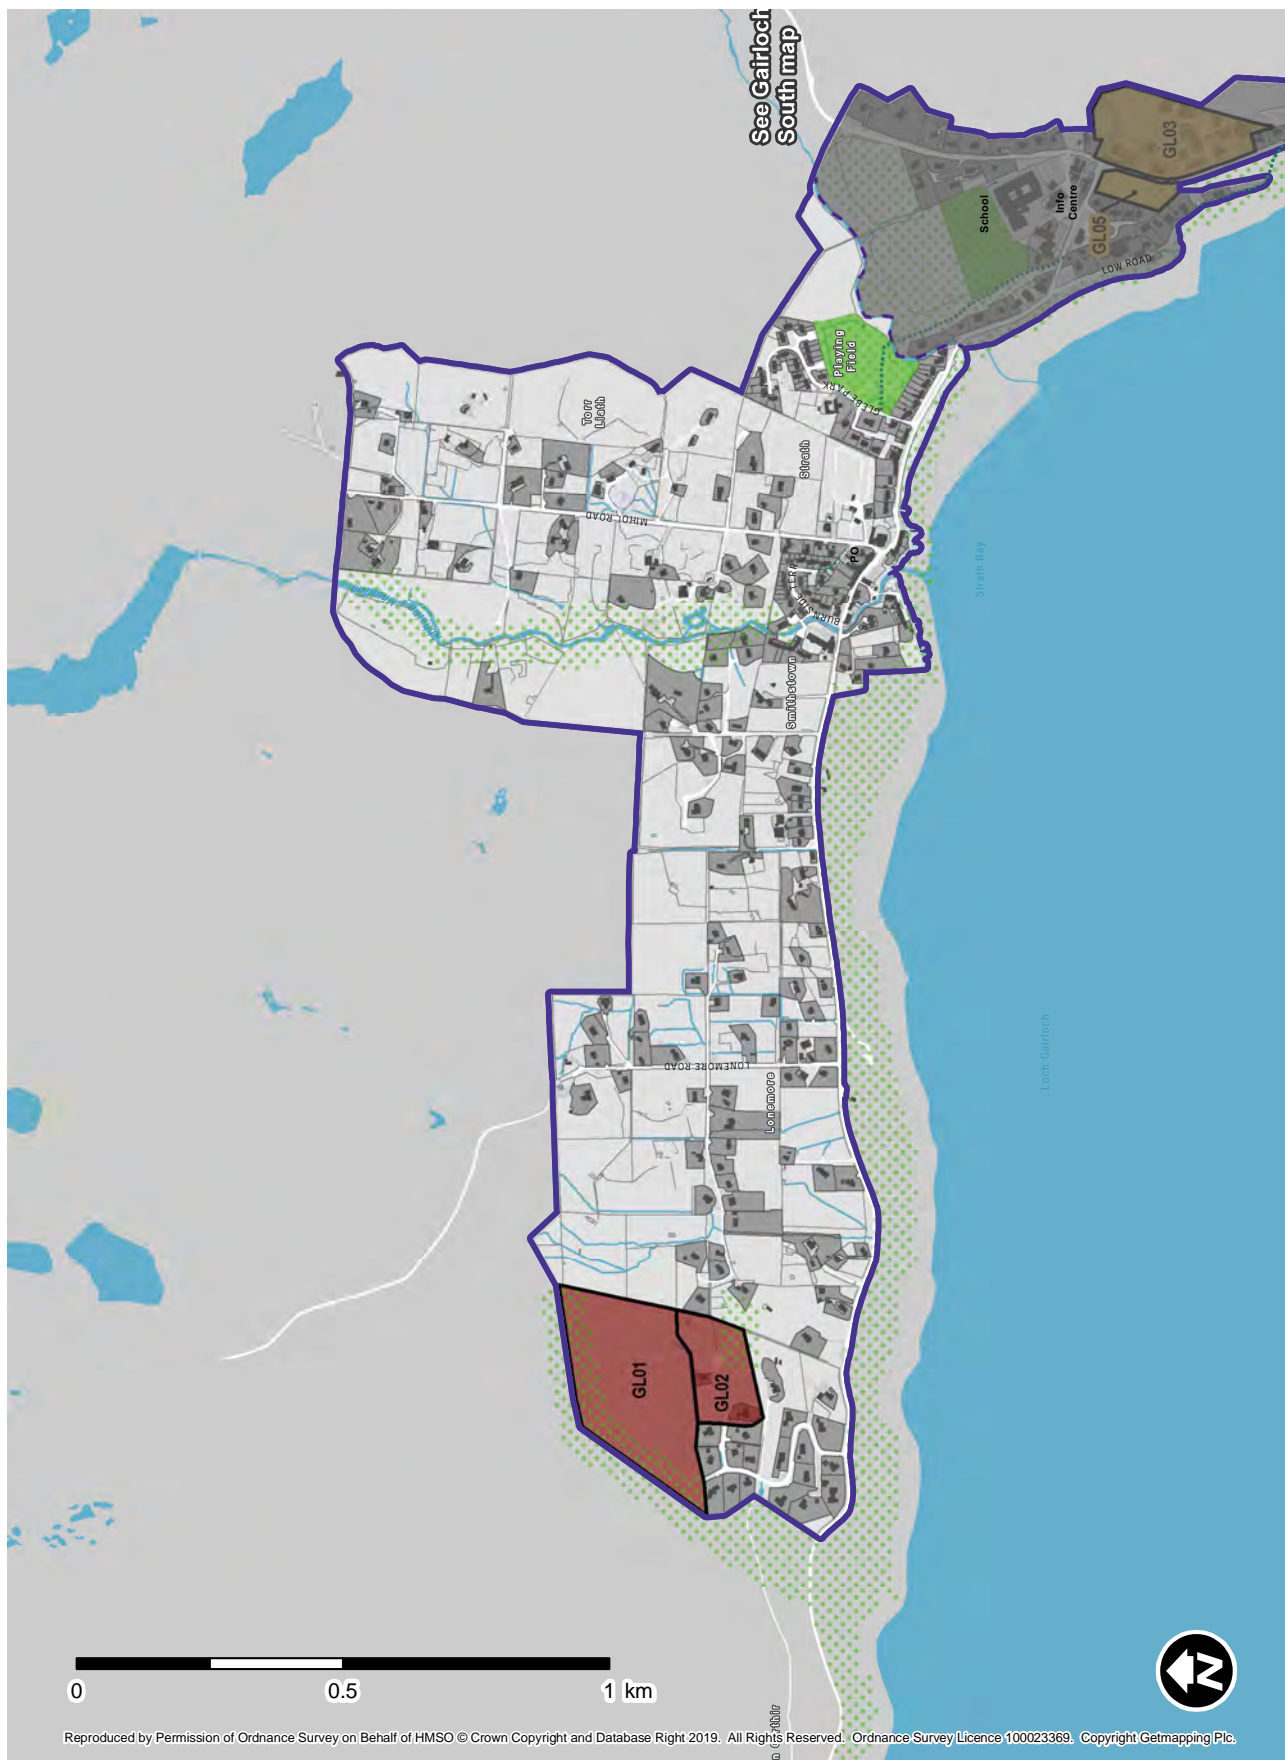 See Gairloch
South map
GL03
School
Info
Centre
GL05
LOW ROAD
Playing
Field
GLEBE PARK
Torr
Liath
Strath
MIHOL ROAD
PO
BURNSIDE TERR
Strath Bay
Smithstown
Loch Gairloch
LONEMORE ROAD
Lonemore
GL01
GL02
0
0.5
1 km
N
Reproduced by Permission of Ordnance Survey on Behalf of HMSO © Crown Copyright and Database Right 2019. All Rights Reserved. Ordnance Survey Licence 100023369. Copyright Getmapping Plc.